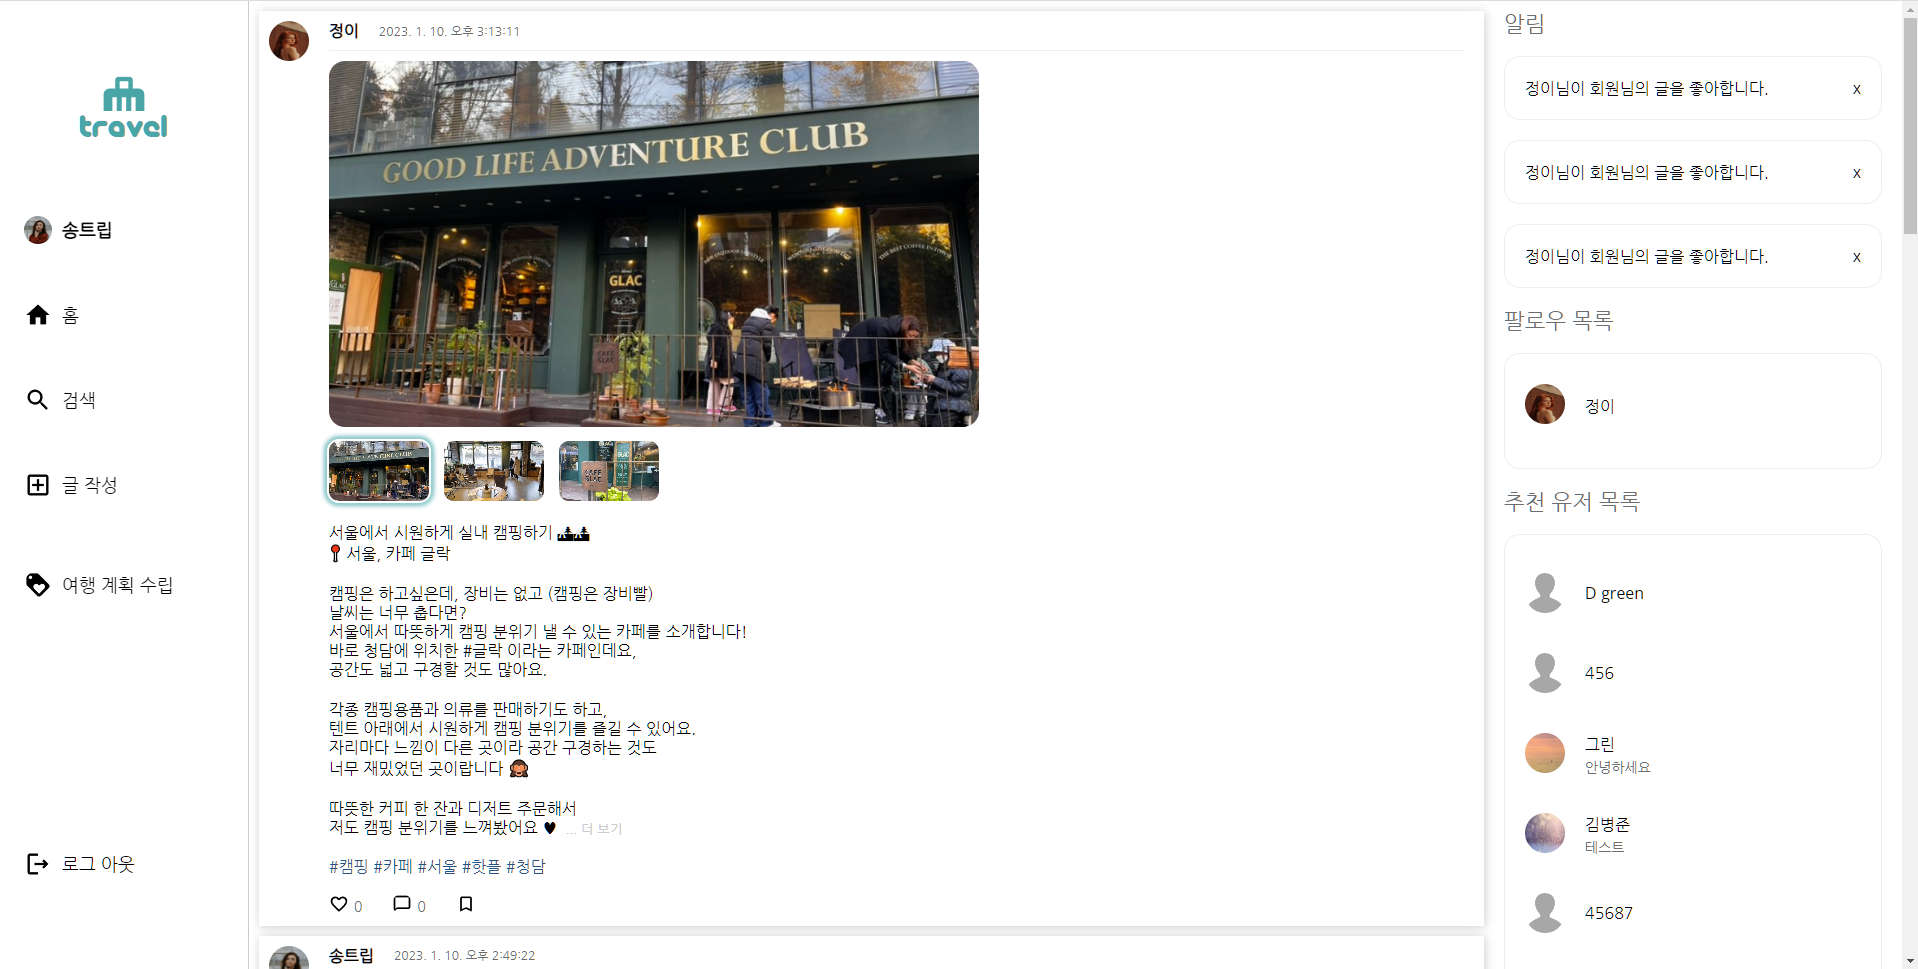 travel
송트립
홈
검색
글 작성
여행 계획 수립
로그 아웃
정이
2023. 1. 10. 오후 3:13:11
GOOD LIFE ADVENTURE CLUB
GLAC
CAFE
GLAC
서울에서 시원하게 실내 캠핑하기 🏕🏕
📍서울, 카페 글락
캠핑은 하고싶은데, 장비는 없고 (캠핑은 장비빨)
날씨는 너무 춥다면?
서울에서 따뜻하게 캠핑 분위기 낼 수 있는 카페를 소개합니다!
바로 청담에 위치한 #글락 이라는 카페인데요,
공간도 넓고 구경할 것도 많아요.
각종 캠핑용품과 의류를 판매하기도 하고,
텐트 아래에서 시원하게 캠핑 분위기를 즐길 수 있어요.
자리마다 느낌이 다른 곳이라 공간 구경하는 것도
너무 재밌었던 곳이랍니다 🙉
따뜻한 커피 한 잔과 디저트 주문해서
저도 캠핑 분위기를 느껴봤어요 ♥ ... 더 보기
#캠핑 #카페 #서울 #핫플 #청담
0 0
송트립
2023. 1. 10. 오후 2:49:22
알림
정이님이 회원님의 글을 좋아합니다. x
정이님이 회원님의 글을 좋아합니다. x
정이님이 회원님의 글을 좋아합니다. x
팔로우 목록
정이
추천 유저 목록
D green
456
그린
안녕하세요
김병준
테스트
45687